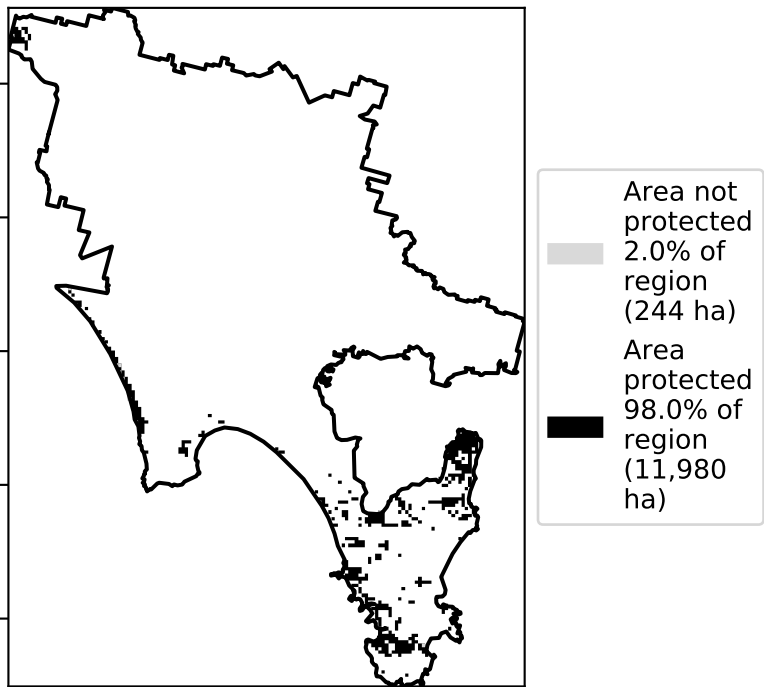 Area not
protected
2.0% of
region
(244 ha)
Area
protected
98.0% of
region
(11,980
ha)